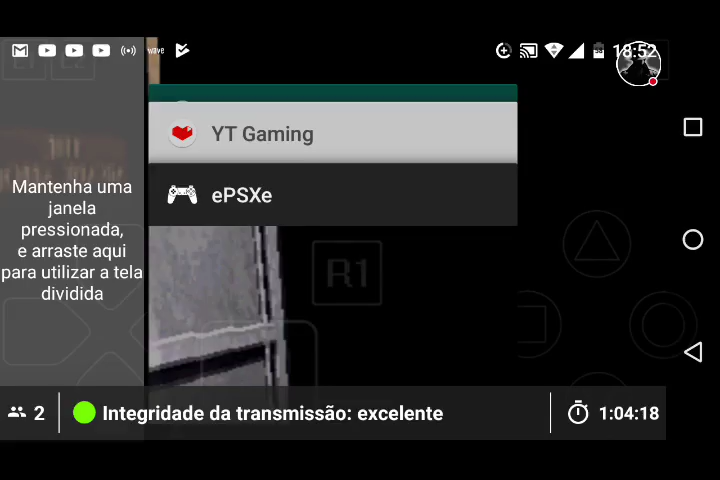 wave
18:52
YT Gaming
ePSXe
Mantenha uma
janela
pressionada,
e arraste aqui
para utilizar a tela
dividida
R1
2
Integridade da transmissão: excelente
1:04:18